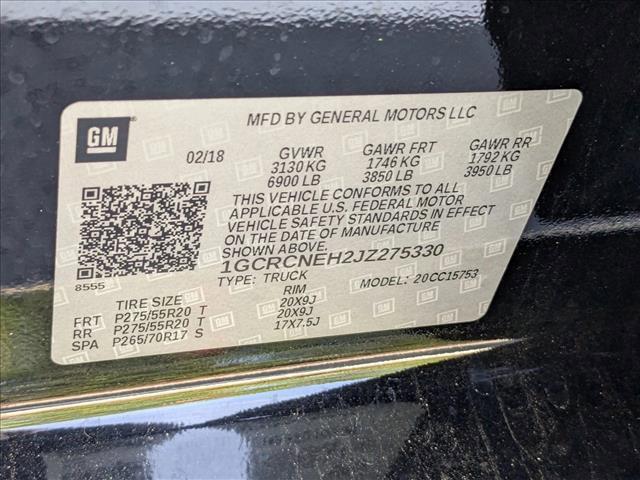 GM
MFD BY GENERAL MOTORS LLC
02/18 GVWR GAWR FRT GAWR RR
3130 KG 1746 KG 1792 KG
6900 LB 3850 LB 3950 LB
THIS VEHICLE CONFORMS TO ALL
APPLICABLE U.S. FEDERAL MOTOR
VEHICLE SAFETY STANDARDS IN EFFECT
ON THE DATE OF MANUFACTURE
SHOWN ABOVE.
1GCRCNEH2JZ275330
TYPE: TRUCK MODEL: 20CC15753
8555
TIRE SIZE RIM
FRT P275/55R20 T 20X9J
RR P275/55R20 T 20X9J
SPA P265/70R17 S 17X7.5J